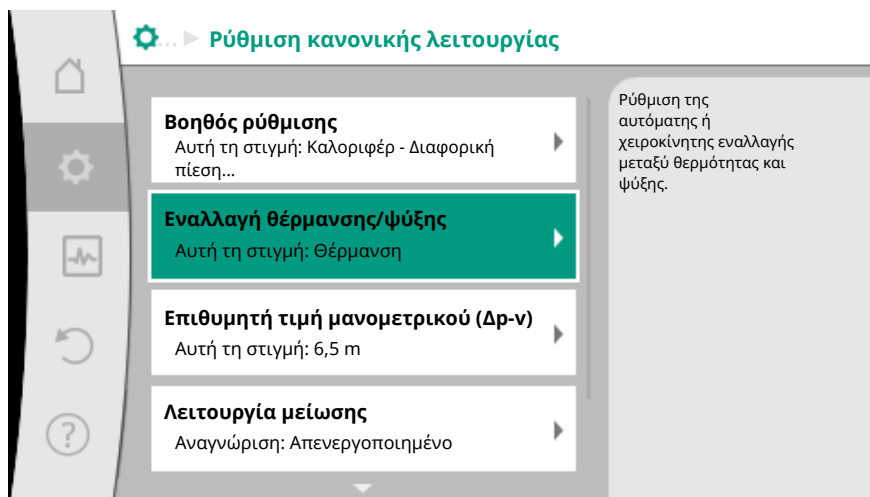 ... Ρύθμιση κανονικής λειτουργίας
Βοηθός ρύθμισης
Αυτή τη στιγμή: Καλοριφέρ - Διαφορική
πίεση...
Εναλλαγή θέρμανσης/ψύξης
Αυτή τη στιγμή: Θέρμανση
Επιθυμητή τιμή μανομετρικού (Δp-v)
Αυτή τη στιγμή: 6,5 m
Λειτουργία μείωσης
Αναγνώριση: Απενεργοποιημένο
Ρύθμιση της
αυτόματης ή
χειροκίνητης εναλλαγής
μεταξύ θερμότητας και
ψύξης.
?